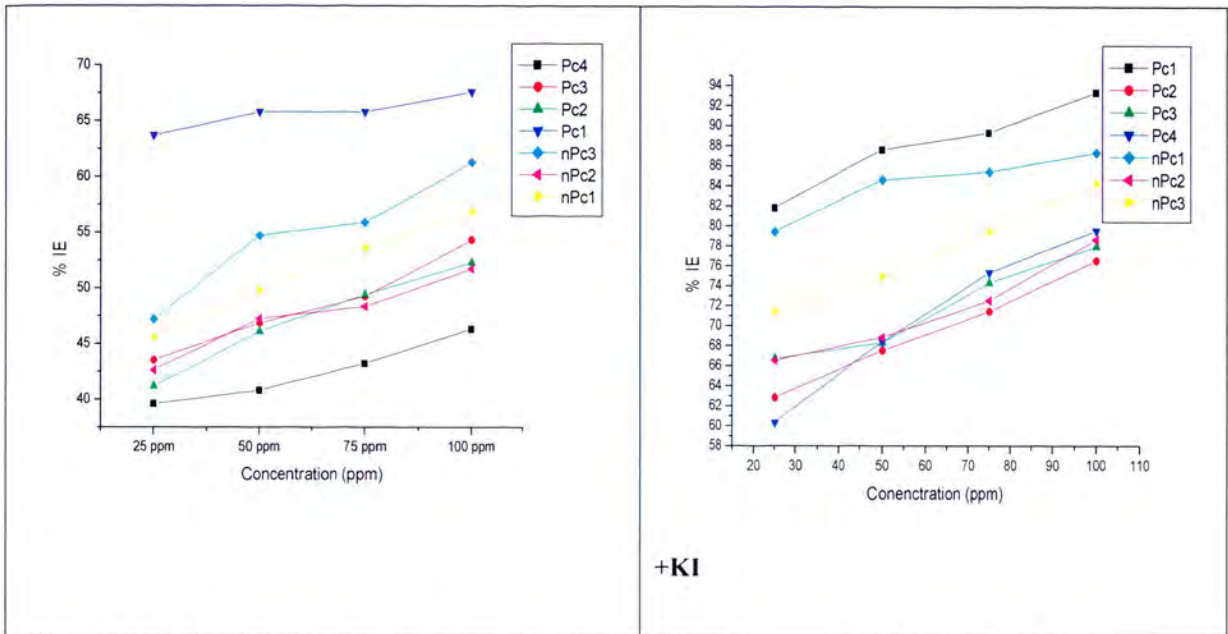 Pc4
Pc3
Pc2
Pc1
nPc3
nPc2
nPc1
70
65
60
55
50
45
40
% IE
25 ppm 50 ppm 75 ppm 100 ppm
Concentration (ppm)
Pc1
Pc2
Pc3
Pc4
nPc1
nPc2
nPc3
94
92
90
88
86
84
82
80
78
76
74
72
70
68
66
64
62
60
58
% IE
20 30 40 50 60 70 80 90 100 110
Conenctration (ppm)
+KI